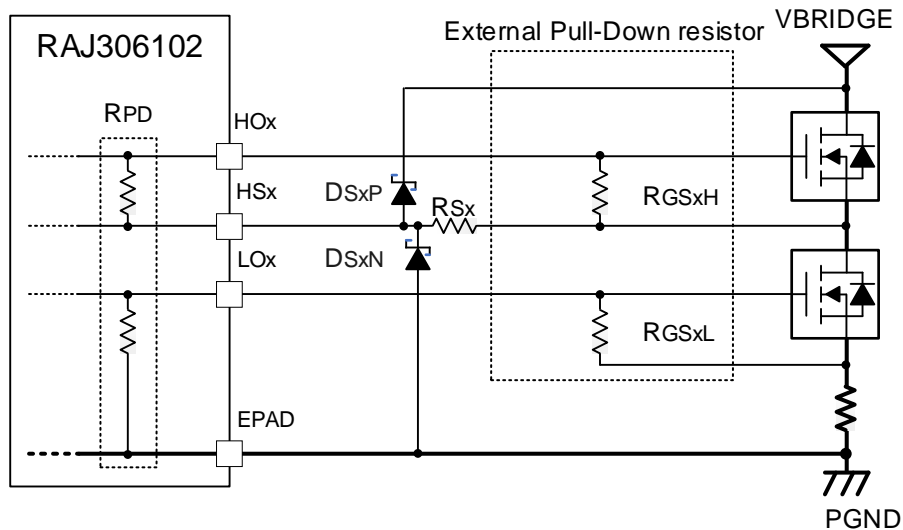 VBRIDGE
External Pull-Down resistor
RAJ306102
RPD
HOx
HSx
DSxP
RSx
RGSxH
LOx
DSxN
RGSxL
EPAD
PGND